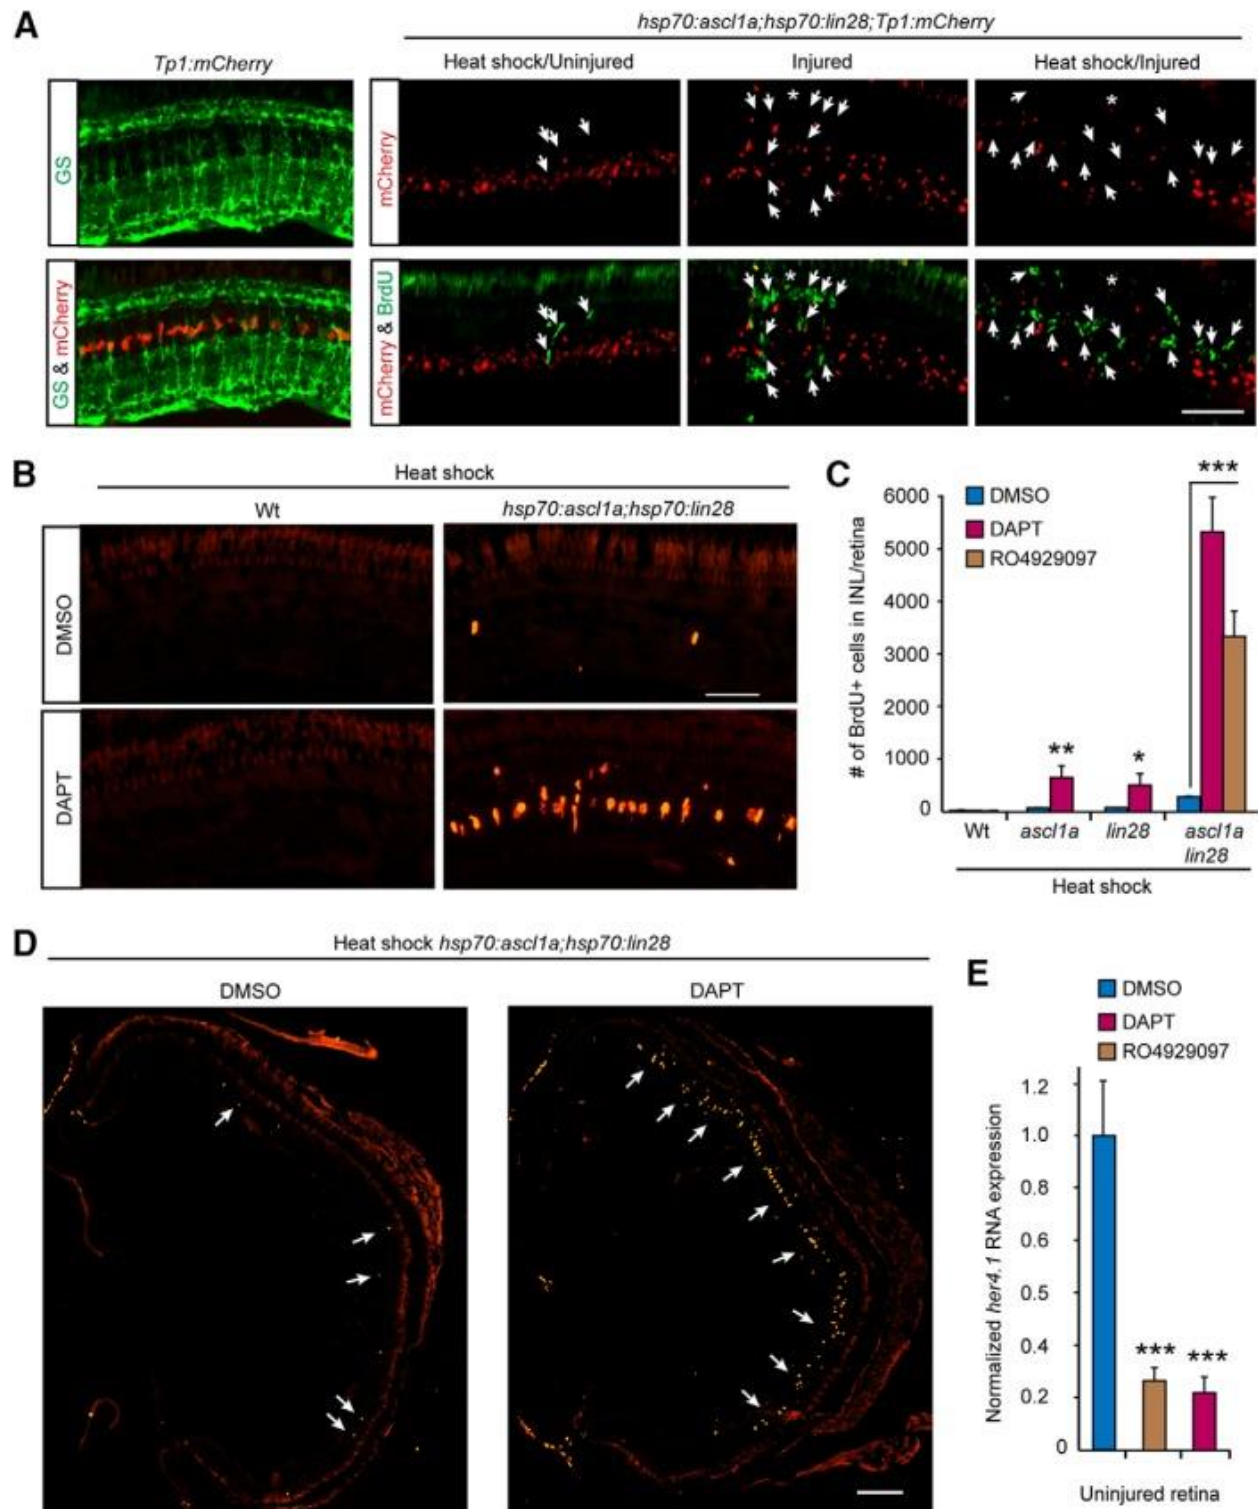 A
hsp70:ascl1a;hsp70:lin28;Tp1:mCherry
Tp1:mCherry
Heat shock/Uninjured
Injured
Heat shock/Injured
GS
mCherry
*
*
GS & mCherry
mCherry & BrdU
*
*
B
Heat shock
Wt
hsp70:ascl1a;hsp70:lin28
DMSO
DAPT
C
# of BrdU+ cells in INL/retina
6000
5000
4000
3000
2000
1000
0
DMSO
DAPT
RO4929097
**
*
***
Wt
ascl1a
lin28
ascl1a
lin28
Heat shock
D
Heat shock hsp70:ascl1a;hsp70:lin28
DMSO
DAPT
E
DMSO
DAPT
RO4929097
Normalized her4.1 RNA expression
1.2
1.0
0.8
0.6
0.5
0.4
0.2
0
***
***
Uninjured retina